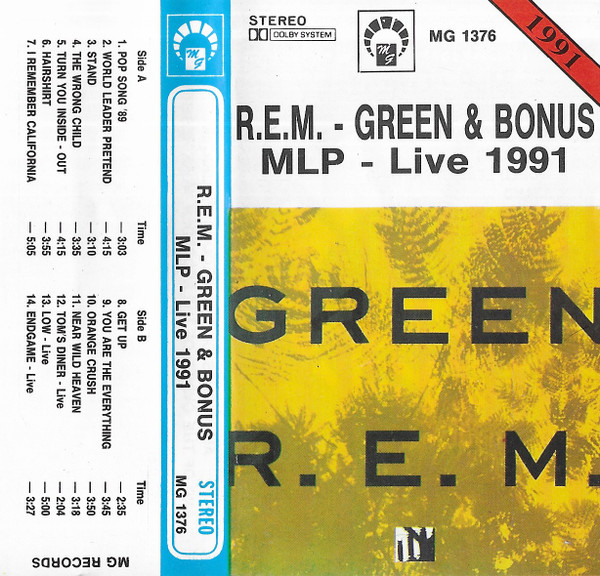 Side A Time
1. POP SONG '89 — 3:03
2. WORLD LEADER PRETEND — 4:15
3. STAND — 3:10
4. THE WRONG CHILD — 3:35
5. TURN YOU INSIDE - OUT — 4:15
6. HAIRSHIRT — 3:55
7. I REMEMBER CALIFORNIA — 5:05
Side B Time
8. GET UP — 2:35
9. YOU ARE THE EVERYTHING — 3:45
10. ORANGE CRUSH — 3:50
11. NEAR WILD HEAVEN — 3:18
12. TOM'S DINER - Live — 2:04
13. LOW - Live — 5:00
14. ENDGAME - Live — 3:27
MG RECORDS
MG
R.E.M. - GREEN & BONUS
MLP - Live 1991
STEREO
MG 1376
STEREO
DOLBY SYSTEM
MG
MG 1376
1991
R.E.M. - GREEN & BONUS
MLP - Live 1991
GREEN
R. E. M.